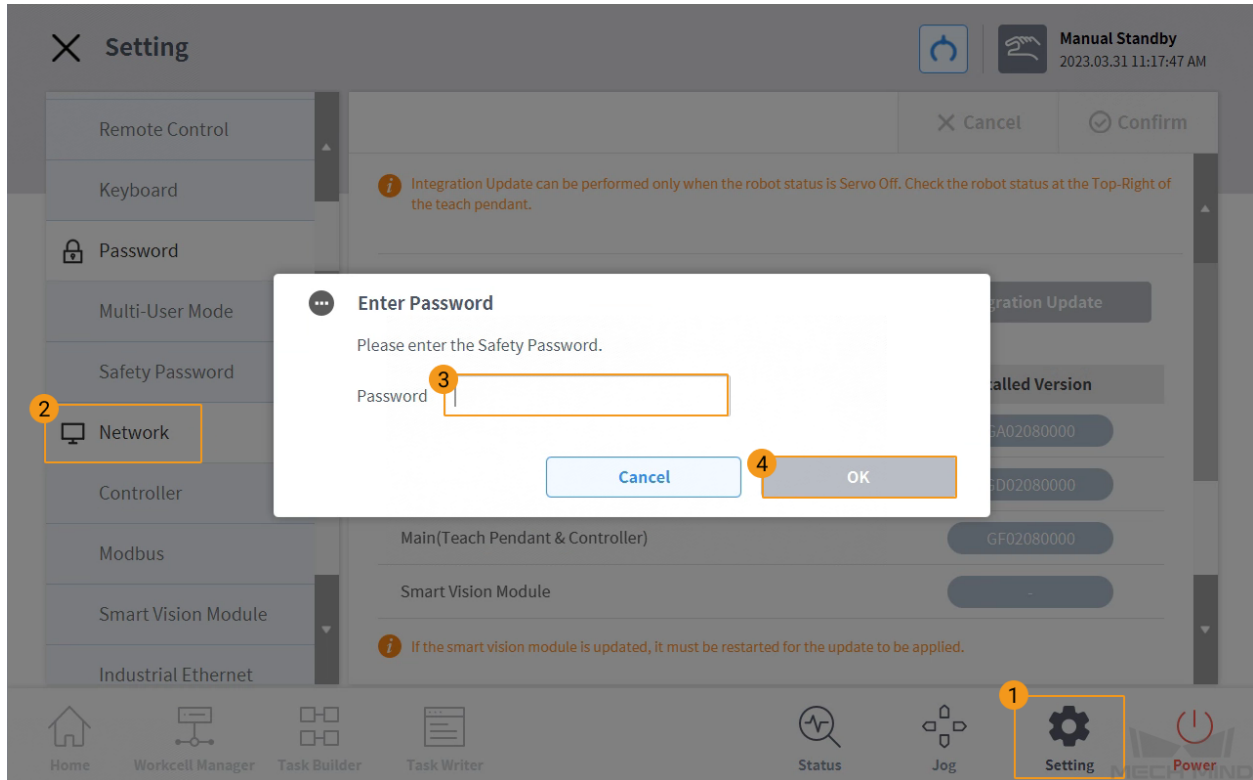 Setting
Manual Standby
2023.03.31 11:17:47 AM
Remote Control
Keyboard
Password
Multi-User Mode
Safety Password
2
Network
Controller
Modbus
Smart Vision Module
Industrial Ethernet
Cancel
Confirm
Integration Update can be performed only when the robot status is Servo Off. Check the robot status at the Top-Right of
the teach pendant.
gration Update
Enter Password
Please enter the Safety Password.
Password
3
Cancel
4
OK
alled Version
GA02080000
GD02080000
Main(Teach Pendant & Controller)
GF02080000
Smart Vision Module
-
If the smart vision module is updated, it must be restarted for the update to be applied.
Home
Workcell Manager
Task Builder
Task Writer
Status
Jog
1
Setting
Power
MECH MIND